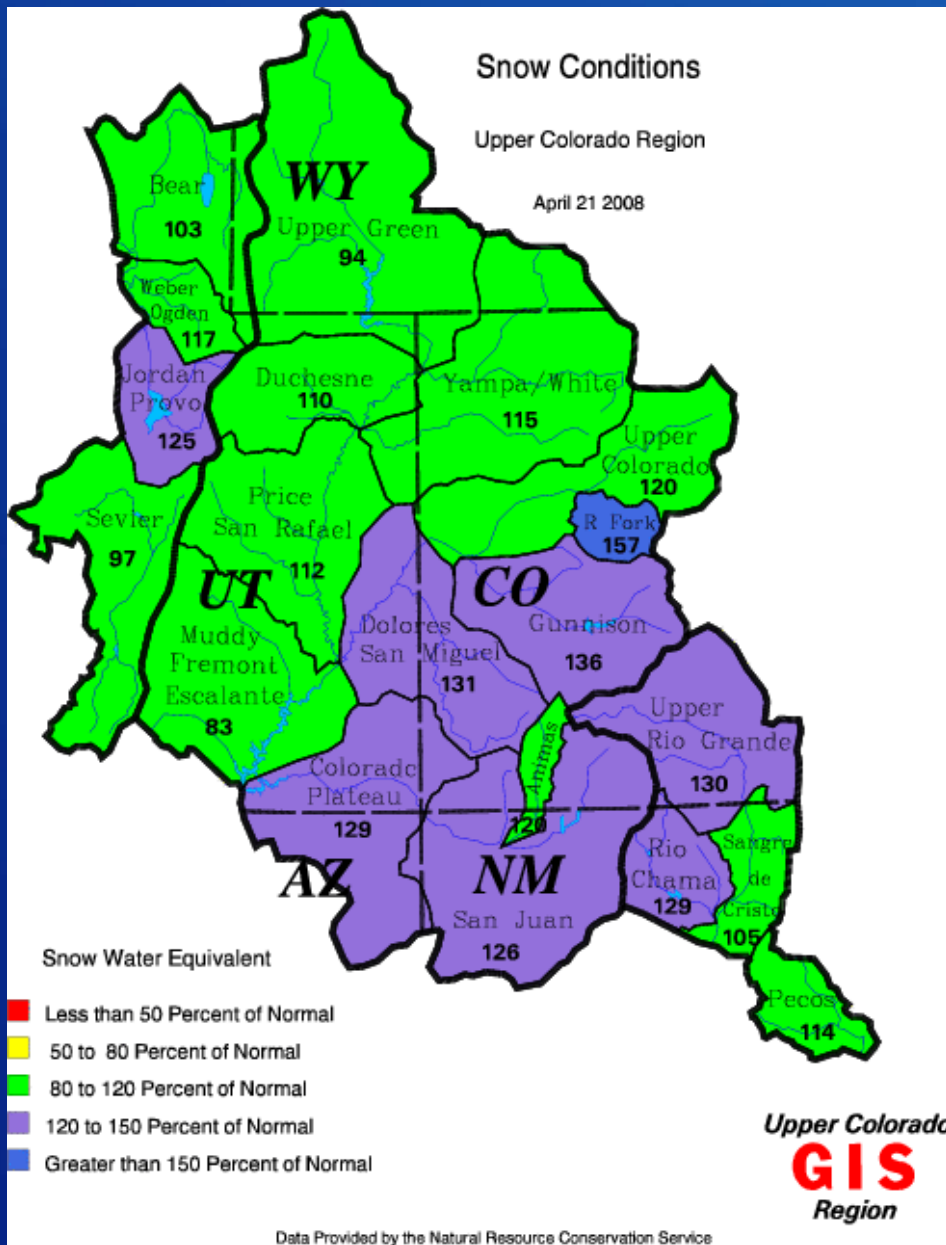 Snow Conditions
Upper Colorado Region
April 21 2008
WY
Bear
103
Upper Green
94
Weber
Ogden
117
Jordan
Provo
125
Duchesne
110
Yampa/White
115
Upper
Colorado
120
R Fork
157
Sevier
97
Price
San Rafael
112
UT
CO
Gunnison
136
Muddy
Fremont
Escalante
83
Dolores
San Miguel
131
Animas
120
Upper
Rio Grande
130
Colorado
Plateau
129
AZ
NM
San Juan
126
Rio
Chama
129
Sangre
de
Cristo
105
Pecos
114
Snow Water Equivalent
Less than 50 Percent of Normal
50 to 80 Percent of Normal
80 to 120 Percent of Normal
120 to 150 Percent of Normal
Greater than 150 Percent of Normal
Upper Colorado
GIS
Region
Data Provided by the Natural Resource Conservation Service